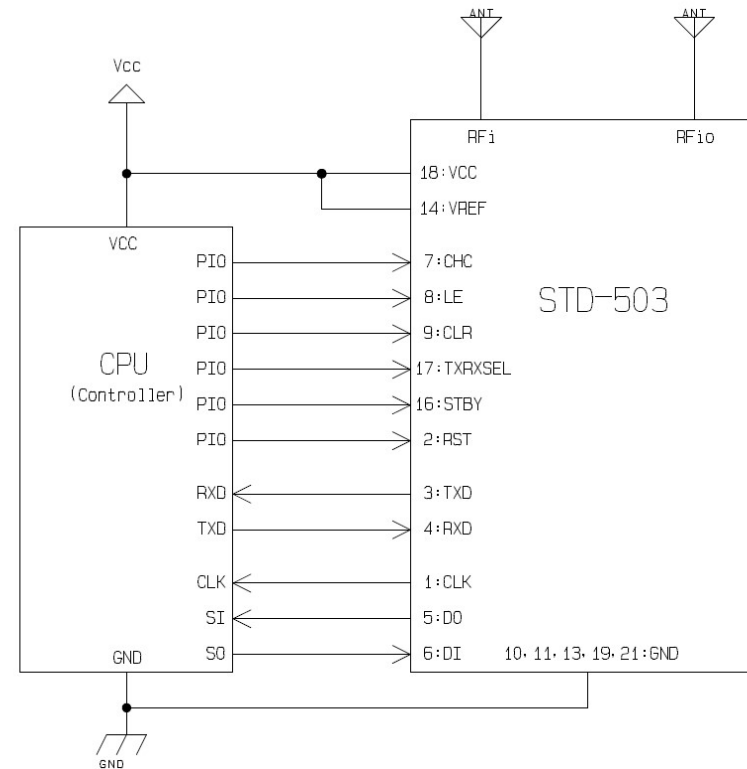 ANT
ANT
Vcc
RFi
RFio
18:VCC
14:VREF
VCC
PIO
7:CHC
PIO
8:LE
STD-503
PIO
9:CLR
CPU
(Controller)
PIO
17:TXRXSEL
PIO
16:STBY
PIO
2:RST
RXD
3:TXD
TXD
4:RXD
CLK
1:CLK
SI
5:DO
GND
SO
6:DI
10,11,13,19,21:GND
GND